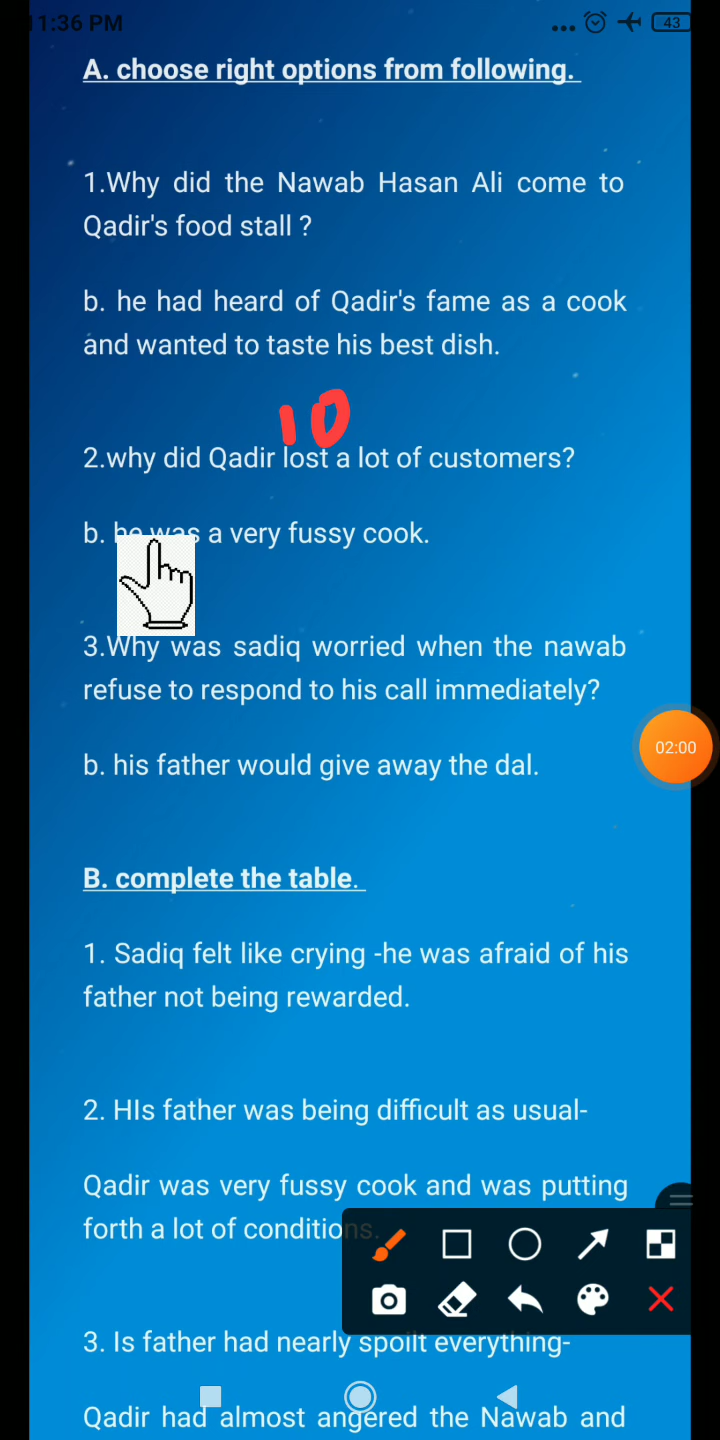 11:36 PM
43
A. choose right options from following.
1.Why did the Nawab Hasan Ali come to
Qadir's food stall ?
b. he had heard of Qadir's fame as a cook
and wanted to taste his best dish.
10
2.why did Qadir lost a lot of customers?
b. he was a very fussy cook.
3.Why was sadiq worried when the nawab
refuse to respond to his call immediately?
02:00
b. his father would give away the dal.
B. complete the table.
1. Sadiq felt like crying -he was afraid of his
father not being rewarded.
2. HIs father was being difficult as usual-
Qadir was very fussy cook and was putting
forth a lot of conditions.
3. Is father had nearly spoilt everything-
Qadir had almost angered the Nawab and